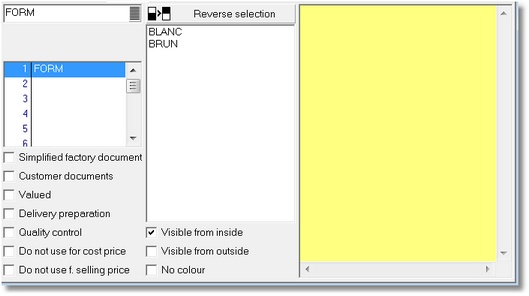 FORM
Reverse selection
BLANC
BRUN
1 FORM
2
3
4
5
6
Simplified factory document
Customer documents
Valued
Delivery preparation
Quality control
Do not use for cost price
Do not use f. selling price
Visible from inside
Visible from outside
No colour